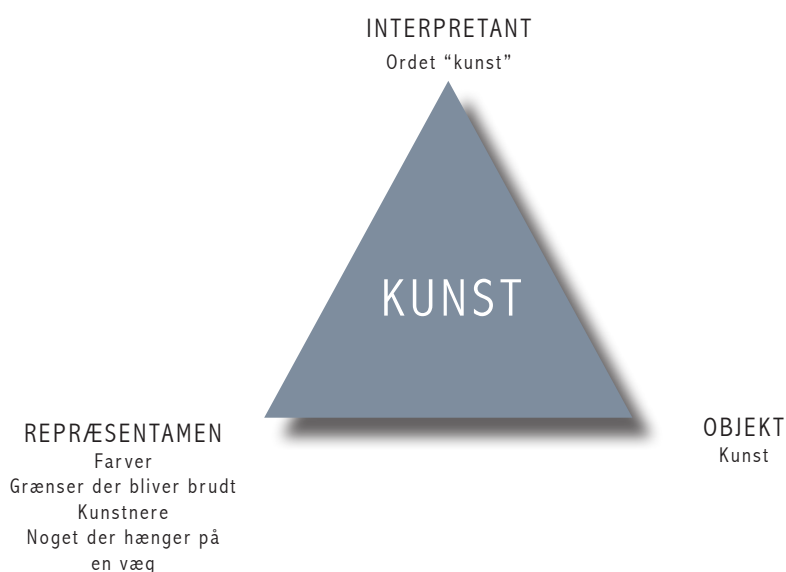 INTERPRETANT
Ordet “kunst”
KUNST
REPRÆSENTAMEN
Farver
Grænser der bliver brudt
Kunstnere
Noget der hænger på
en væg
OBJEKT
Kunst